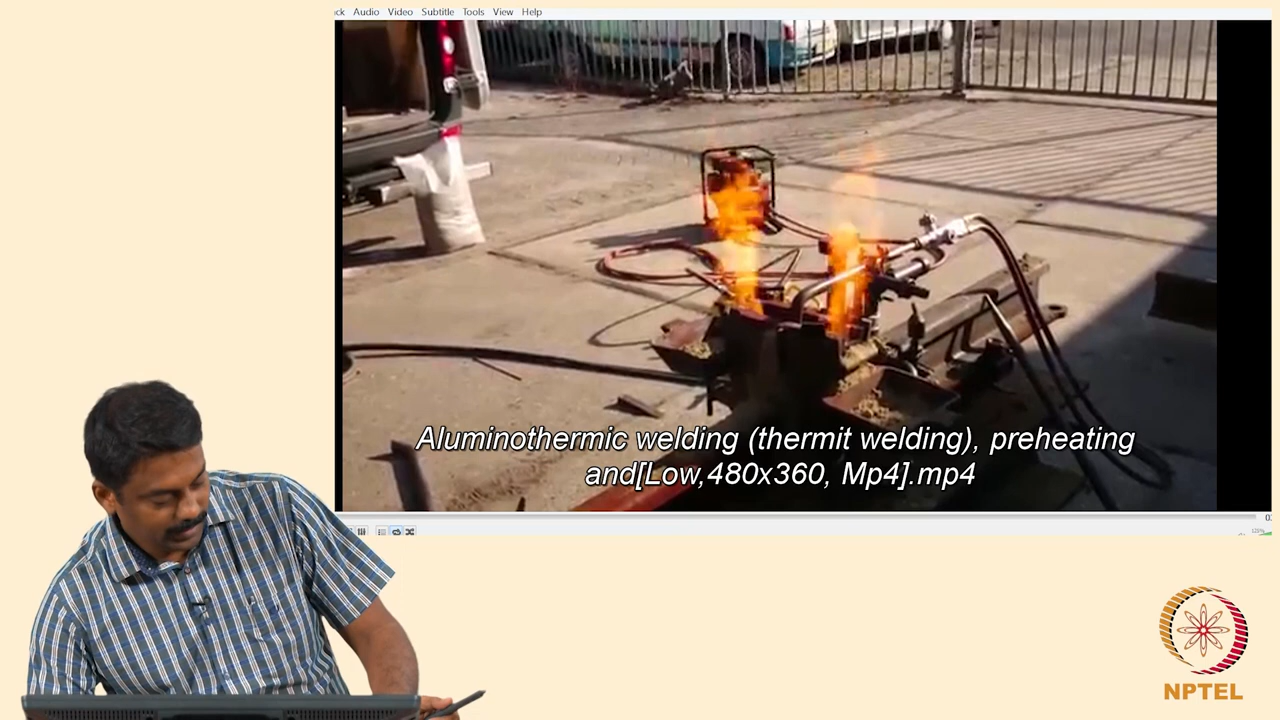 Audio Video Subtitle Tools View Help
Aluminothermic welding (thermit welding), preheating
and[Low,480x360, Mp4].mp4
NPTEL